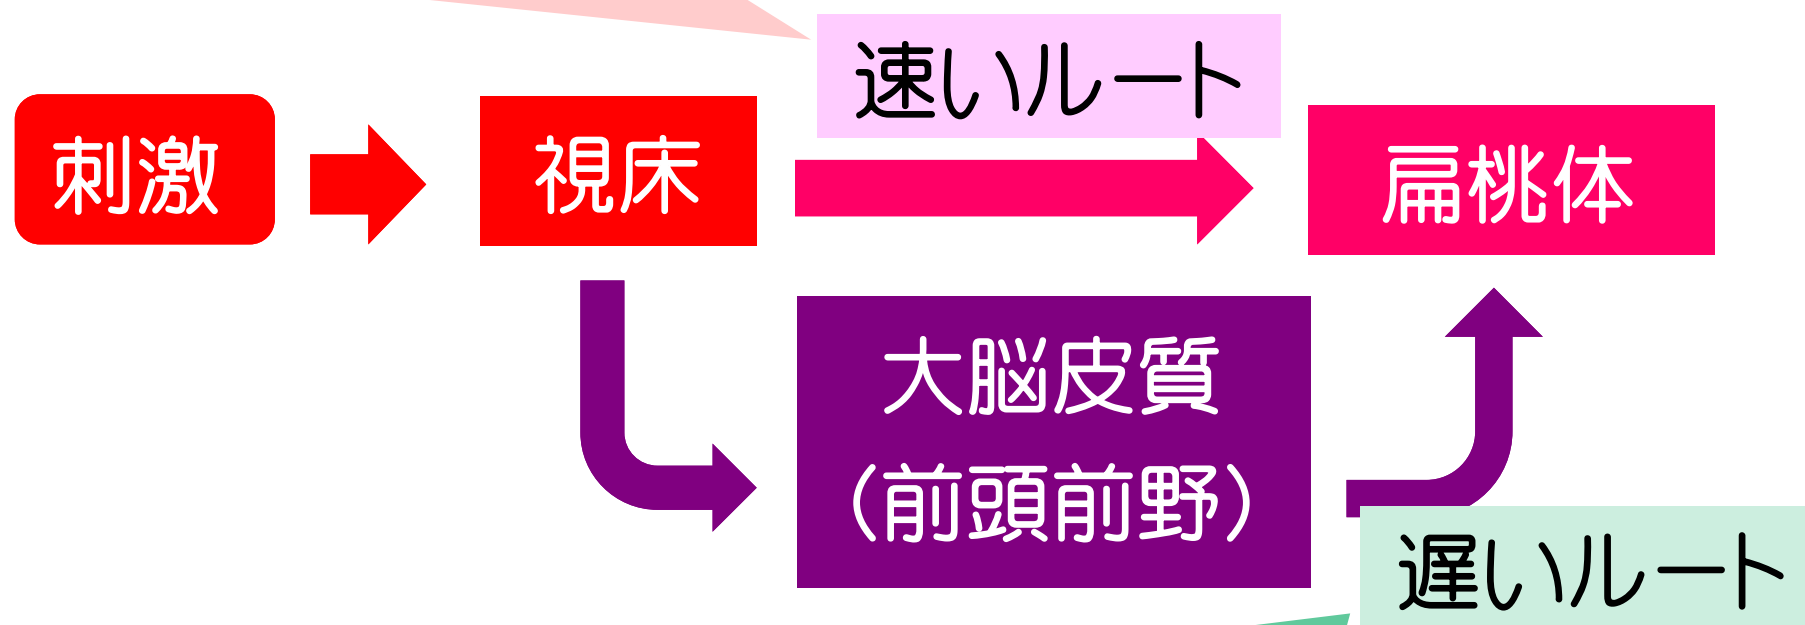 速いルート
刺激
視床
扁桃体
大脳皮質
(前頭前野)
遅いルート